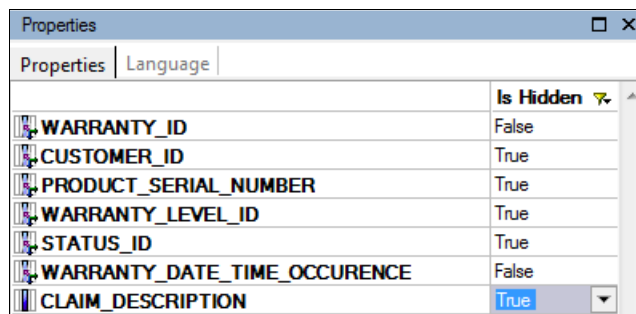 Properties
Properties Language
Is Hidden
WARRANTY_ID False
CUSTOMER_ID True
PRODUCT_SERIAL_NUMBER True
WARRANTY_LEVEL_ID True
STATUS_ID True
WARRANTY_DATE_TIME_OCCURENCE False
CLAIM_DESCRIPTION True